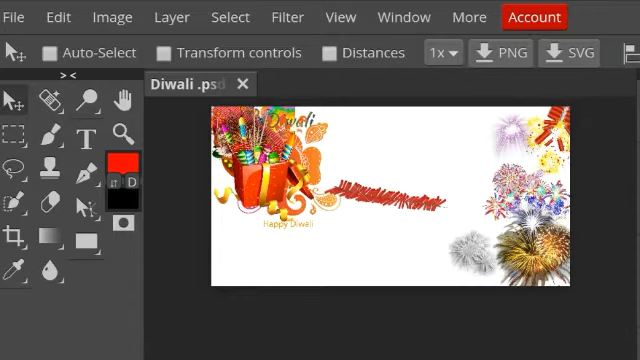 File Edit Image Layer Select Filter View Window More Account
Auto-Select Transform controls Distances 1x PNG SVG
Diwali .psd
T
D
Diwali
Happy Diwali